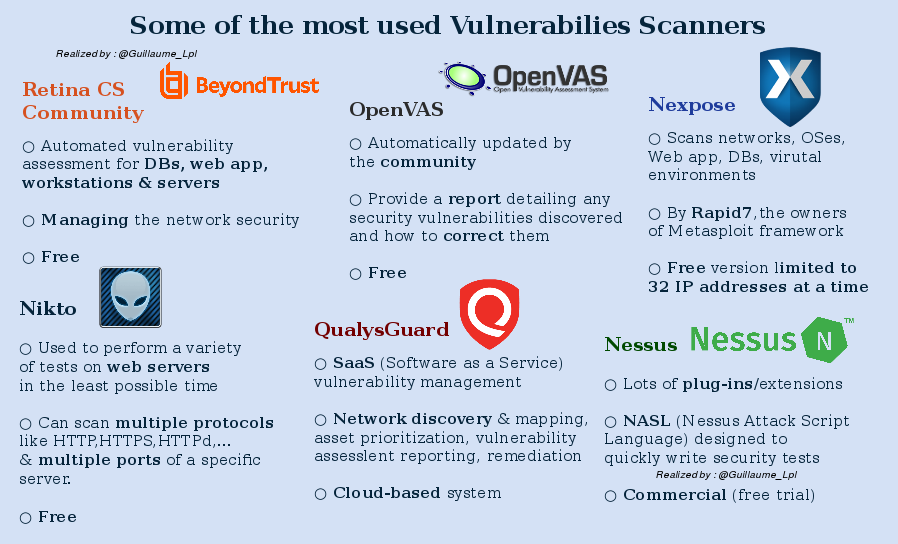 Some of the most used Vulnerabilies Scanners
Realized by : @Guillaume_Lpl
Retina CS
Community
BeyondTrust
○ Automated vulnerability
assessment for DBs, web app,
workstations & servers
○ Managing the network security
○ Free
OpenVAS
Open Vulnerability Assessment System
OpenVAS
○ Automatically updated by
the community
○ Provide a report detailing any
security vulnerabilities discovered
and how to correct them
○ Free
Nexpose
○ Scans networks, OSes,
Web app, DBs, virutal
environments
○ By Rapid7, the owners
of Metasploit framework
○ Free version limited to
32 IP addresses at a time
Nikto
○ Used to perform a variety
of tests on web servers
in the least possible time
○ Can scan multiple protocols
like HTTP,HTTPS,HTTPd,...
& multiple ports of a specific
server.
○ Free
QualysGuard
○ SaaS (Software as a Service)
vulnerability management
○ Network discovery & mapping,
asset prioritization, vulnerability
assesslent reporting, remediation
○ Cloud-based system
Nessus
Nessus N ™
○ Lots of plug-ins/extensions
○ NASL (Nessus Attack Script
Language) designed to
quickly write security tests
Realized by : @Guillaume_Lpl
○ Commercial (free trial)